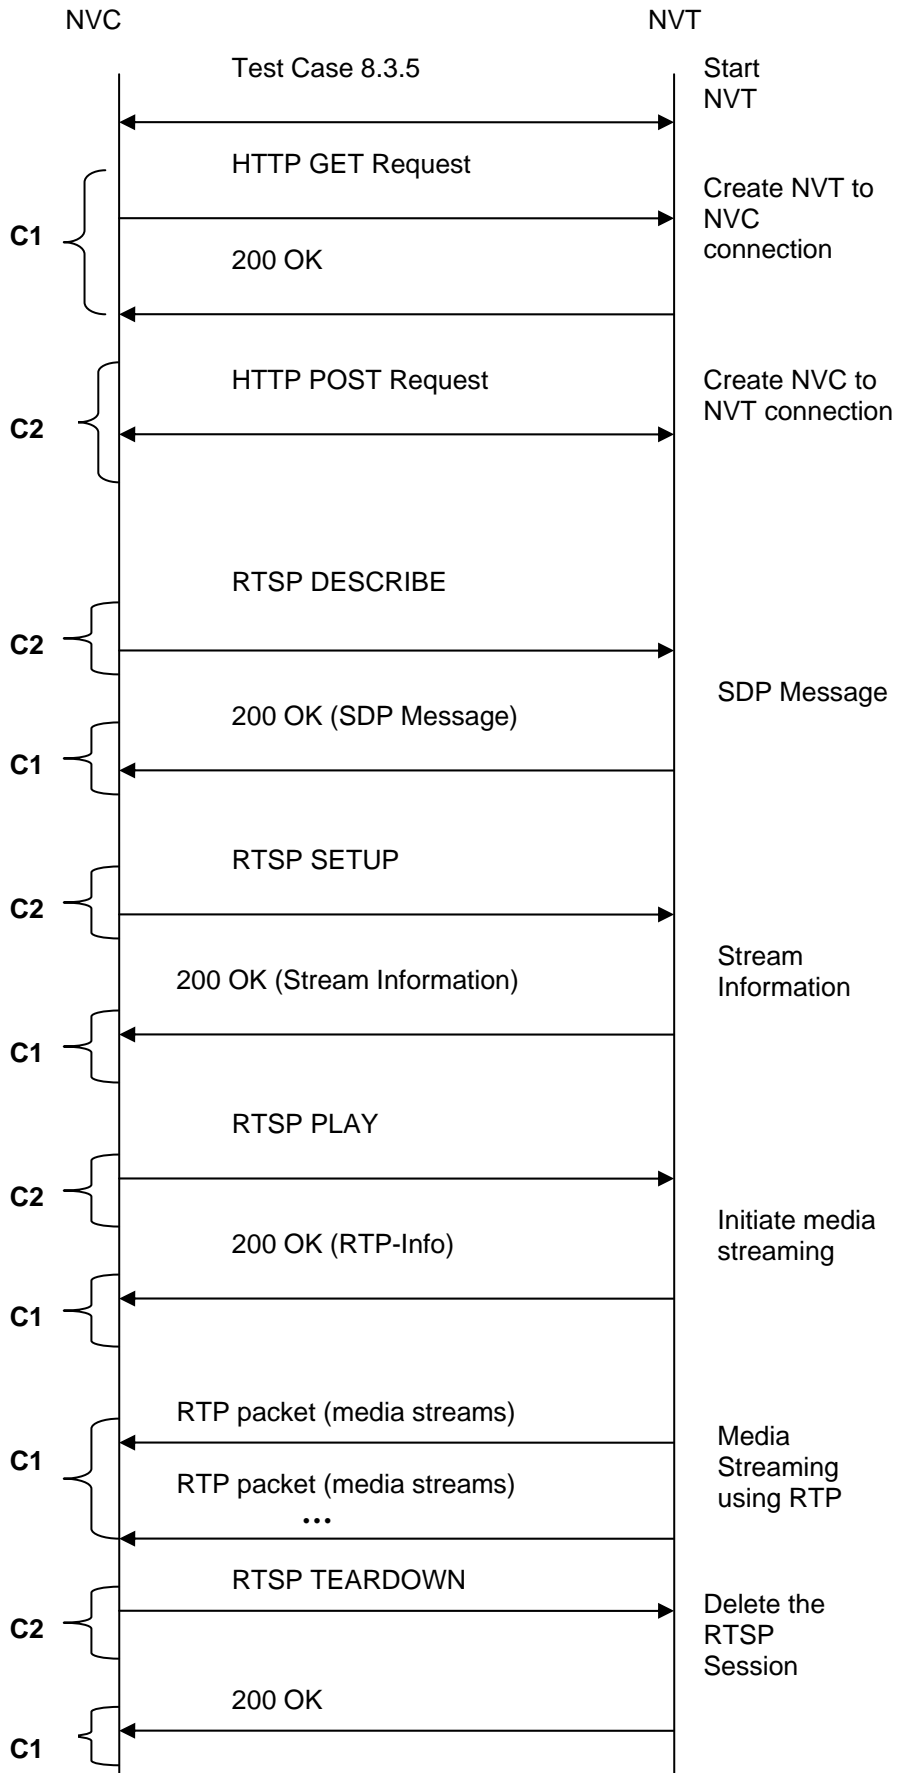 NVC
NVT
Test Case 8.3.5
Start
NVT
HTTP GET Request
Create NVT to
NVC
connection
C1
200 OK
HTTP POST Request
Create NVC to
NVT connection
C2
RTSP DESCRIBE
C2
SDP Message
200 OK (SDP Message)
C1
RTSP SETUP
C2
Stream
Information
200 OK (Stream Information)
C1
RTSP PLAY
C2
Initiate media
streaming
200 OK (RTP-Info)
C1
RTP packet (media streams)
Media
Streaming
using RTP
C1
RTP packet (media streams)
...
RTSP TEARDOWN
Delete the
RTSP
Session
C2
200 OK
C1